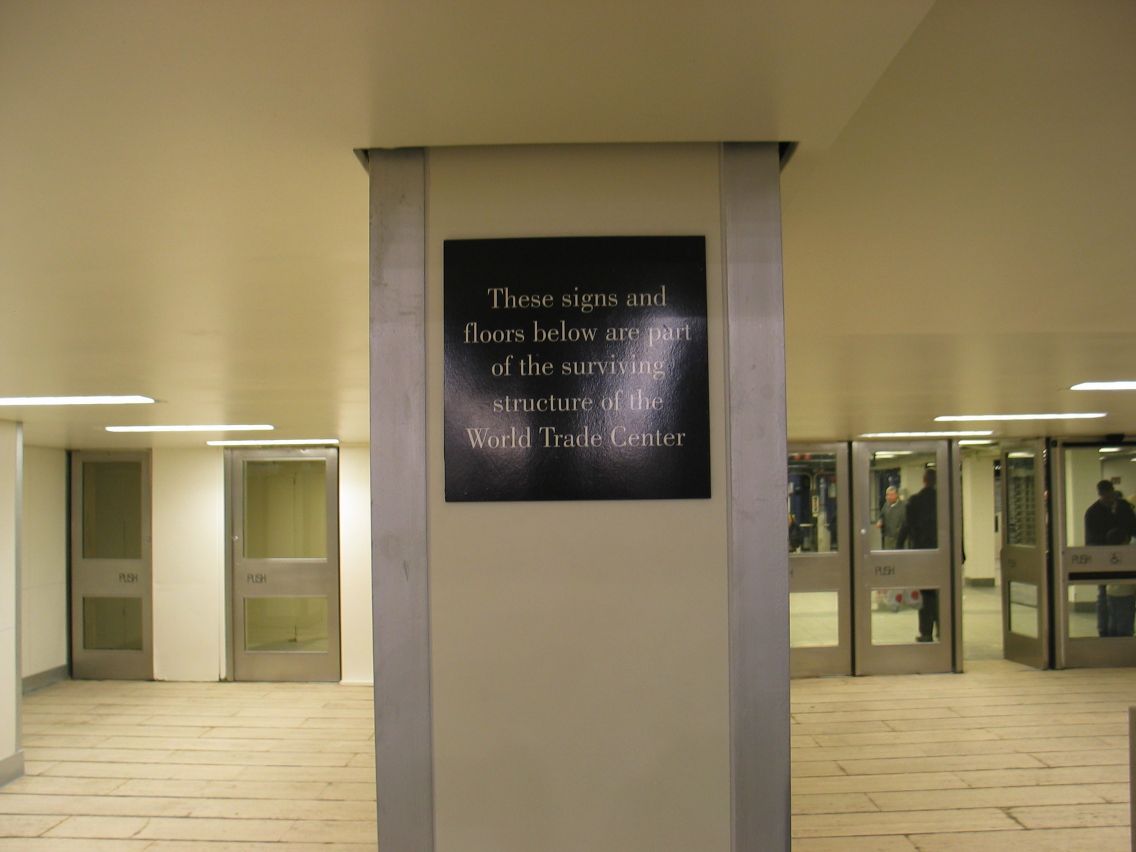 These signs and
floors below are part
of the surviving
structure of the
World Trade Center
PUSH
PUSH
PUSH
PUSH